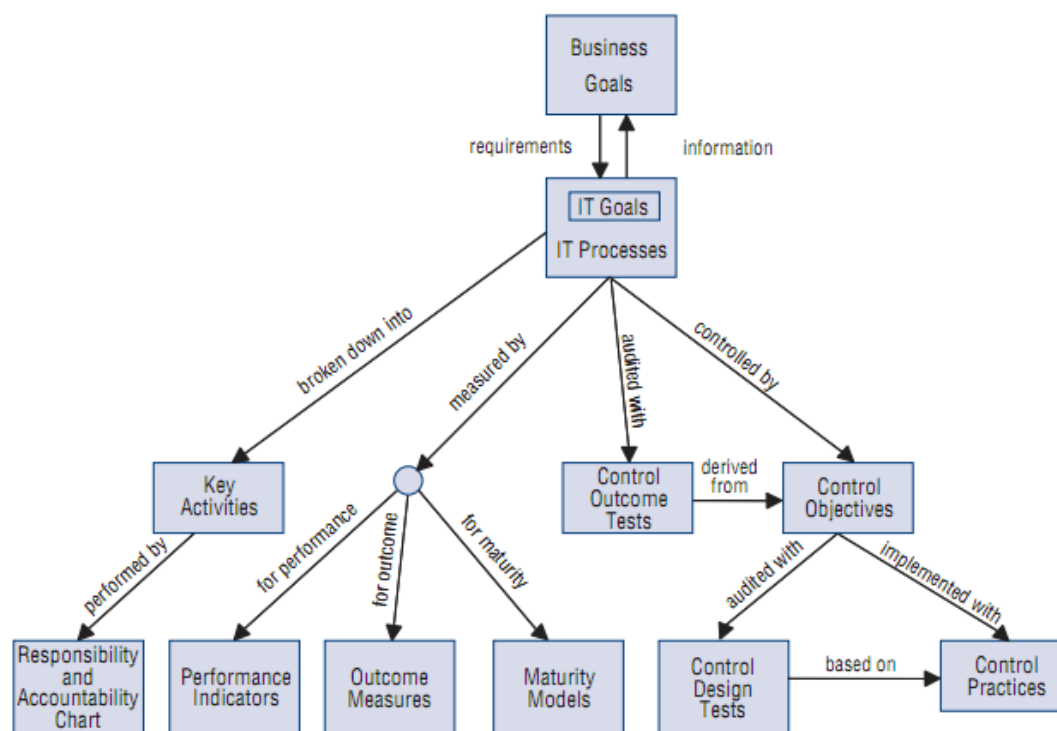 Business
Goals
requirements
information
IT Goals
IT Processes
broken down into
measured by
audited with
controlled by
Key
Activities
Control
Outcome
Tests
derived
from
Control
Objectives
performed by
for performance
for outcome
for maturity
audited with
implemented with
Responsibility
and
Accountability
Chart
Performance
Indicators
Outcome
Measures
Maturity
Models
Control
Design
Tests
based on
Control
Practices